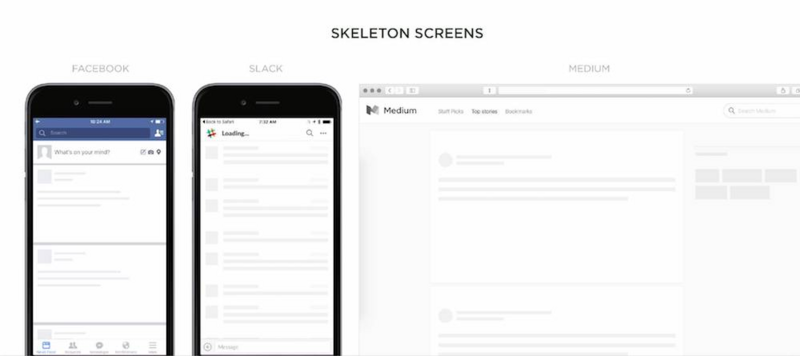 SKELETON SCREENS
FACEBOOK
SLACK
MEDIUM
10:24 AM
Search
What's on your mind?
Back to Safari
7:32 AM
Loading...
Message
Medium
Staff Picks
Top stories
Bookmarks
Search Medium